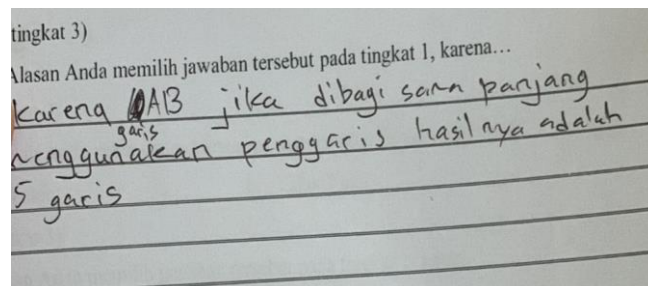 tingkat 3)
Alasan Anda memilih jawaban tersebut pada tingkat 1, karena…
Karena AB jika dibagi sama panjang
garis
menggunakan penggaris hasilnya adalah
5 garis